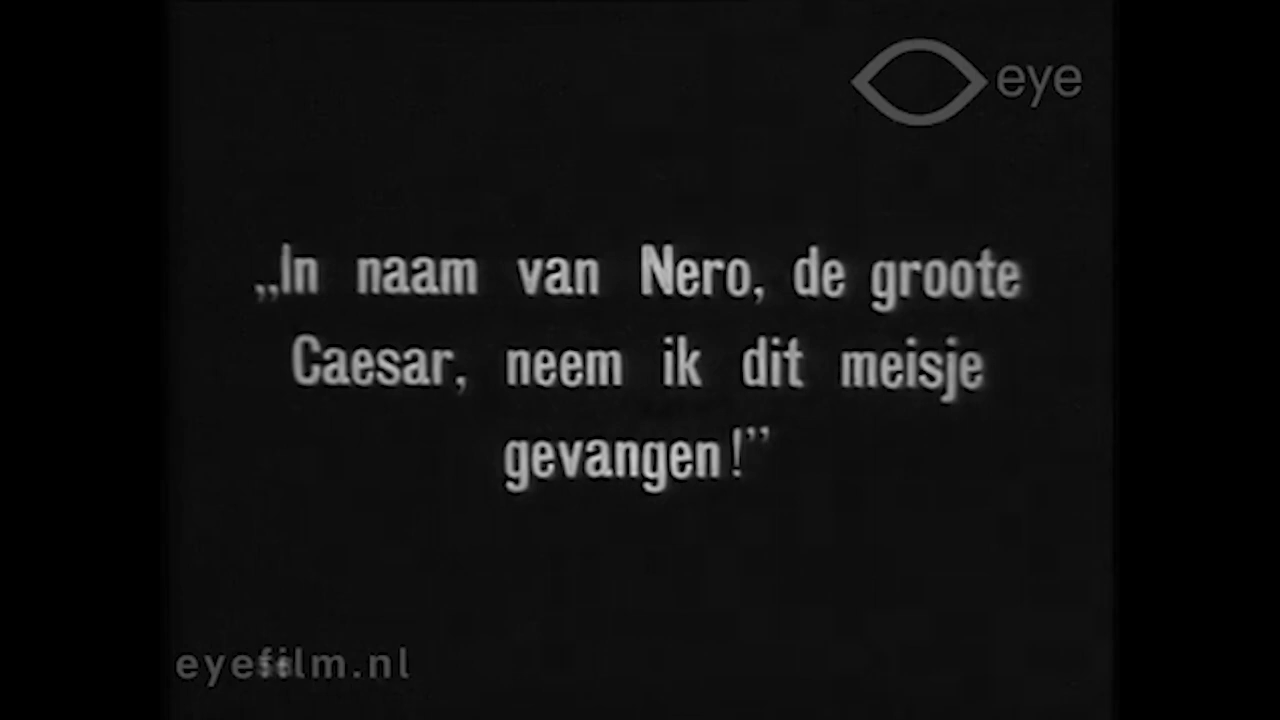 eye
„In naam van Nero, de groote
Caesar, neem ik dit meisje
gevangen!”
eyefilm.nl